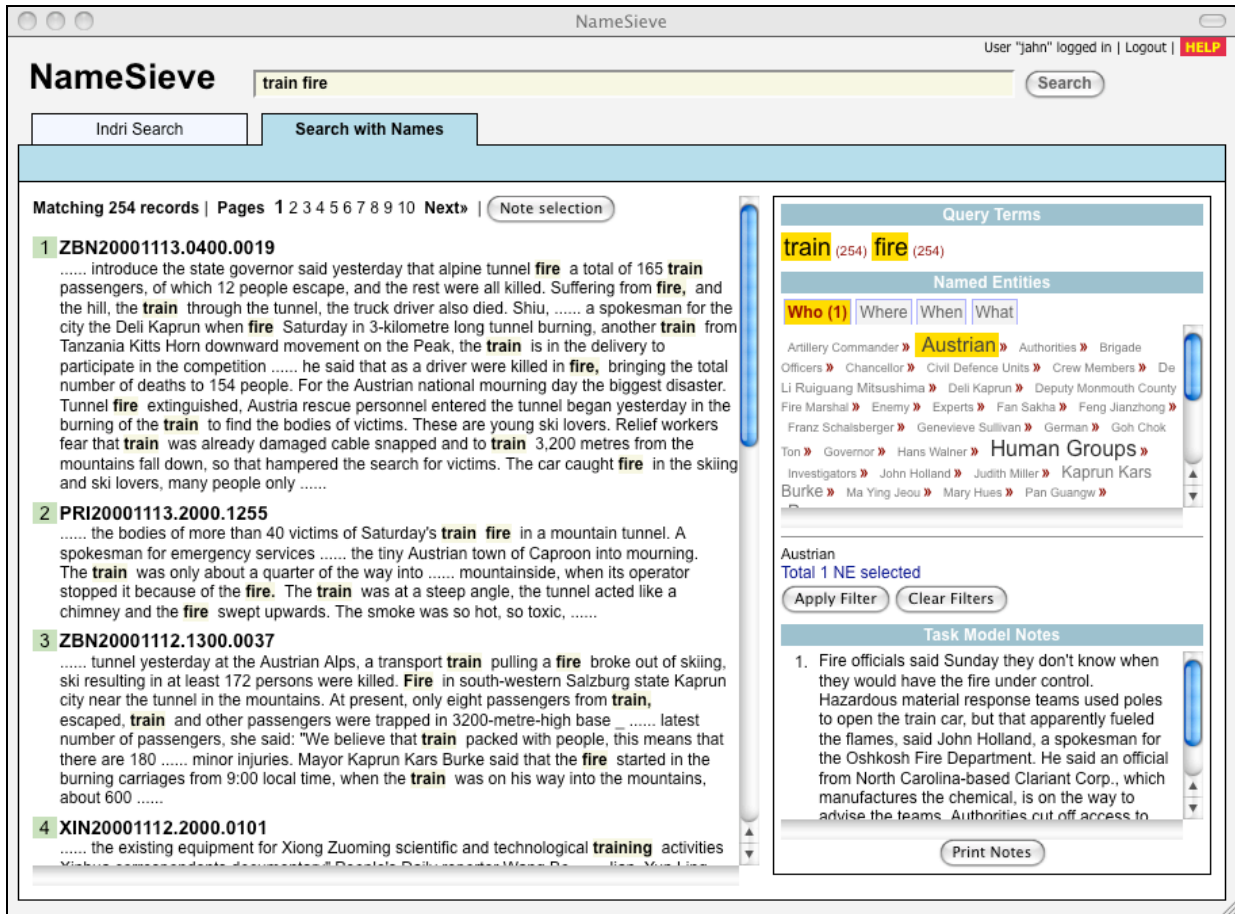 NameSieve
User "jahn" logged in | Logout | HELP
NameSieve
train fire
Search
Indri Search
Search with Names
Matching 254 records | Pages 1 2 3 4 5 6 7 8 9 10 Next» | Note selection
1 ZBN20001113.0400.0019
...... introduce the state governor said yesterday that alpine tunnel fire a total of 165 train
passengers, of which 12 people escape, and the rest were all killed. Suffering from fire, and
the hill, the train through the tunnel, the truck driver also died. Shiu, ...... a spokesman for the
city the Deli Kaprun when fire Saturday in 3-kilometre long tunnel burning, another train from
Tanzania Kitts Horn downward movement on the Peak, the train is in the delivery to
participate in the competition ...... he said that as a driver were killed in fire, bringing the total
number of deaths to 154 people. For the Austrian national mourning day the biggest disaster.
Tunnel fire extinguished, Austria rescue personnel entered the tunnel began yesterday in the
burning of the train to find the bodies of victims. These are young ski lovers. Relief workers
fear that train was already damaged cable snapped and to train 3,200 metres from the
mountains fall down, so that hampered the search for victims. The car caught fire in the skiing
and ski lovers, many people only ......
2 PRI20001113.2000.1255
...... the bodies of more than 40 victims of Saturday's train fire in a mountain tunnel. A
spokesman for emergency services ...... the tiny Austrian town of Caproon into mourning.
The train was only about a quarter of the way into ...... mountainside, when its operator
stopped it because of the fire. The train was at a steep angle, the tunnel acted like a
chimney and the fire swept upwards. The smoke was so hot, so toxic, ......
3 ZBN20001112.1300.0037
...... tunnel yesterday at the Austrian Alps, a transport train pulling a fire broke out of skiing,
ski resulting in at least 172 persons were killed. Fire in south-western Salzburg state Kaprun
city near the tunnel in the mountains. At present, only eight passengers from train,
escaped, train and other passengers were trapped in 3200-metre-high base _ ...... latest
number of passengers, she said: "We believe that train packed with people, this means that
there are 180 ...... minor injuries. Mayor Kaprun Kars Burke said that the fire started in the
burning carriages from 9:00 local time, when the train was on his way into the mountains,
about 600 ......
4 XIN20001112.2000.0101
...... the existing equipment for Xiong Zuoming scientific and technological training activities
Query Terms
train (254) fire (254)
Named Entities
Who (1) Where When What
Artillery Commander » Austrian » Authorities » Brigade
Officers » Chancellor » Civil Defence Units » Crew Members » De
Li Ruiguang Mitsushima » Deli Kaprun » Deputy Monmouth County
Fire Marshal » Enemy » Experts » Fan Sakha » Feng Jianzhong »
Franz Schalsberger » Genevieve Sullivan » German » Goh Chok
Ton » Governor » Hans Walner » Human Groups »
Investigators » John Holland » Judith Miller » Kaprun Kars
Burke » Ma Ying Jeou » Mary Hues » Pan Guangw »
Austrian
Total 1 NE selected
Apply Filter Clear Filters
Task Model Notes
1. Fire officials said Sunday they don't know when
they would have the fire under control.
Hazardous material response teams used poles
to open the train car, but that apparently fueled
the flames, said John Holland, a spokesman for
the Oshkosh Fire Department. He said an official
from North Carolina-based Clariant Corp., which
manufactures the chemical, is on the way to
advise the teams. Authorities cut off access to
Print Notes